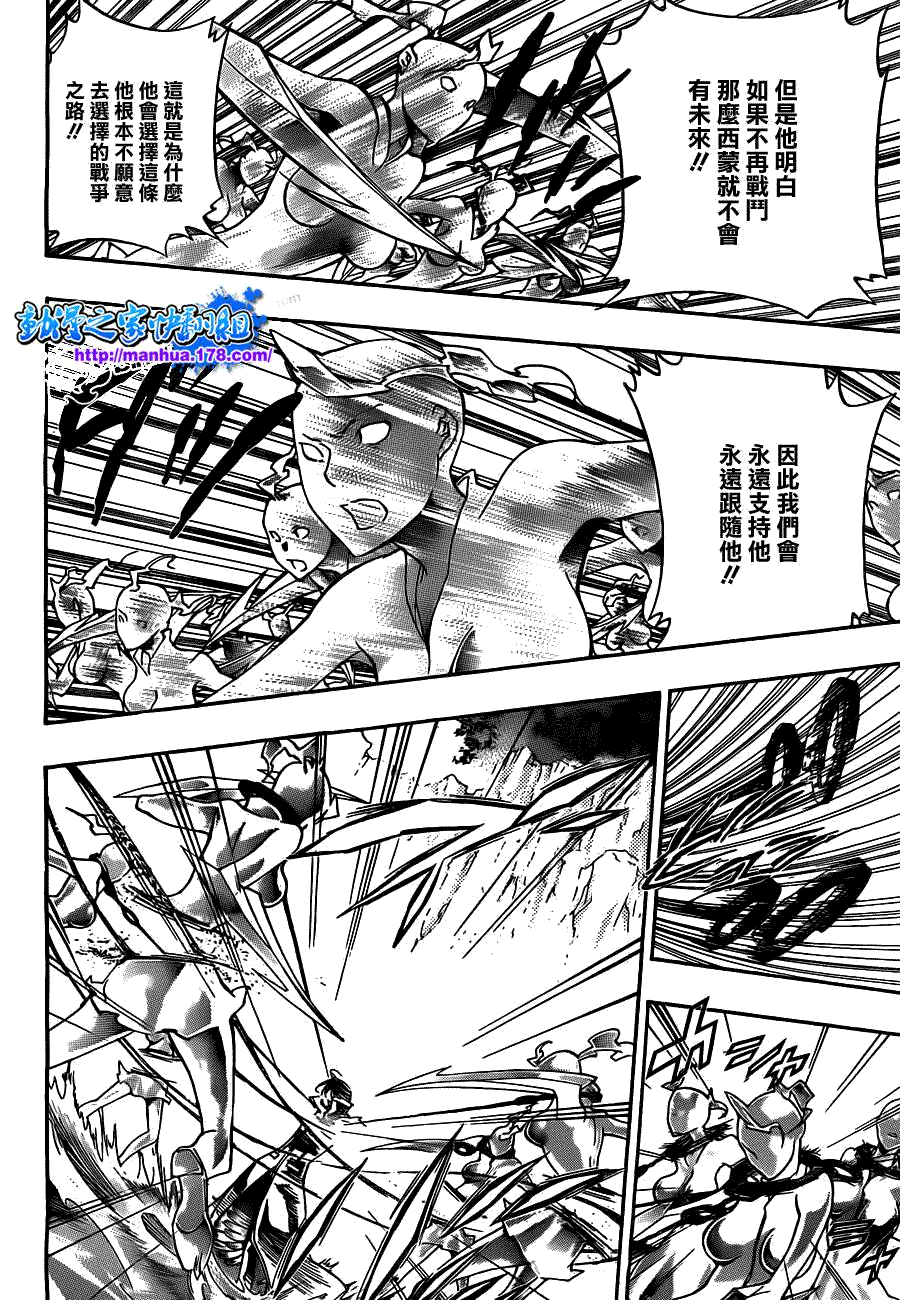 但是他明白
如果不再戰鬥
那麼西蒙就不會
有未來!!
這就是為什麼
他會選擇這條
他根本不願意
去選擇的戰爭
之路!!
動漫之家快刊组
http://manhua.178.com/
因此我們會
永遠支持他
永遠跟隨他!!